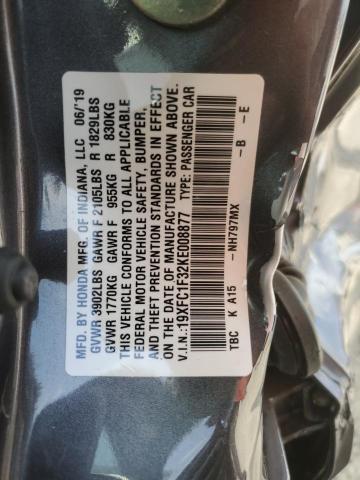 MFD. BY HONDA MFG. OF INDIANA, LLC 06/'19
GVWR 3902LBS GAWR F 2105LBS R 1829LBS
GVWR 1770KG GAWR F 955KG R 830KG
THIS VEHICLE CONFORMS TO ALL APPLICABLE
FEDERAL MOTOR VEHICLE SAFETY, BUMPER,
AND THEFT PREVENTION STANDARDS IN EFFECT
ON THE DATE OF MANUFACTURE SHOWN ABOVE.
V.I.N.:19XFC1F32KE008877 TYPE: PASSENGER CAR
TBC K A15 -NH797MX -B -E